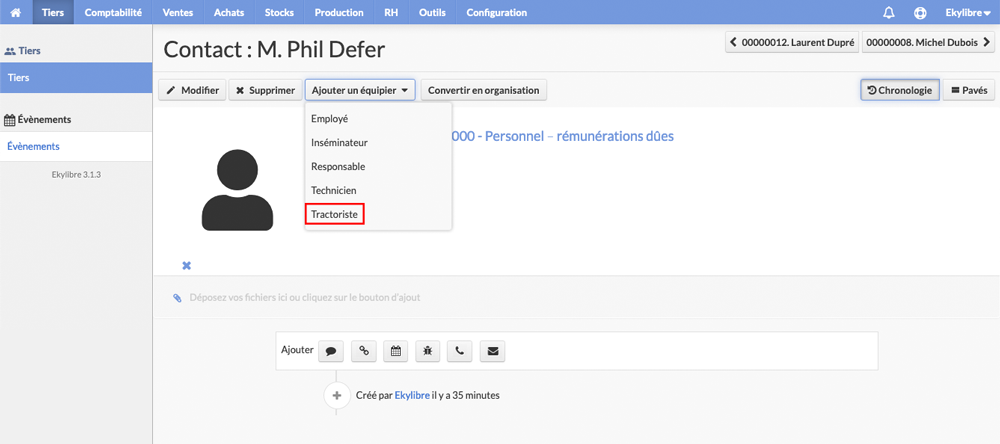 Tiers Comptabilité Ventes Achats Stocks Production RH Outils Configuration Ekylibre
Tiers
Tiers
Évènements
Évènements
Ekylibre 3.1.3
Contact : M. Phil Defer
00000012. Laurent Dupré 00000008. Michel Dubois
Modifier Supprimer Ajouter un équipier Convertir en organisation Chronologie Pavés
Employé
Inséminateur
Responsable
Technicien
Tractoriste
000 - Personnel – rémunérations dûes
Déposez vos fichiers ici ou cliquez sur le bouton d'ajout
Ajouter
Créé par Ekylibre il y a 35 minutes